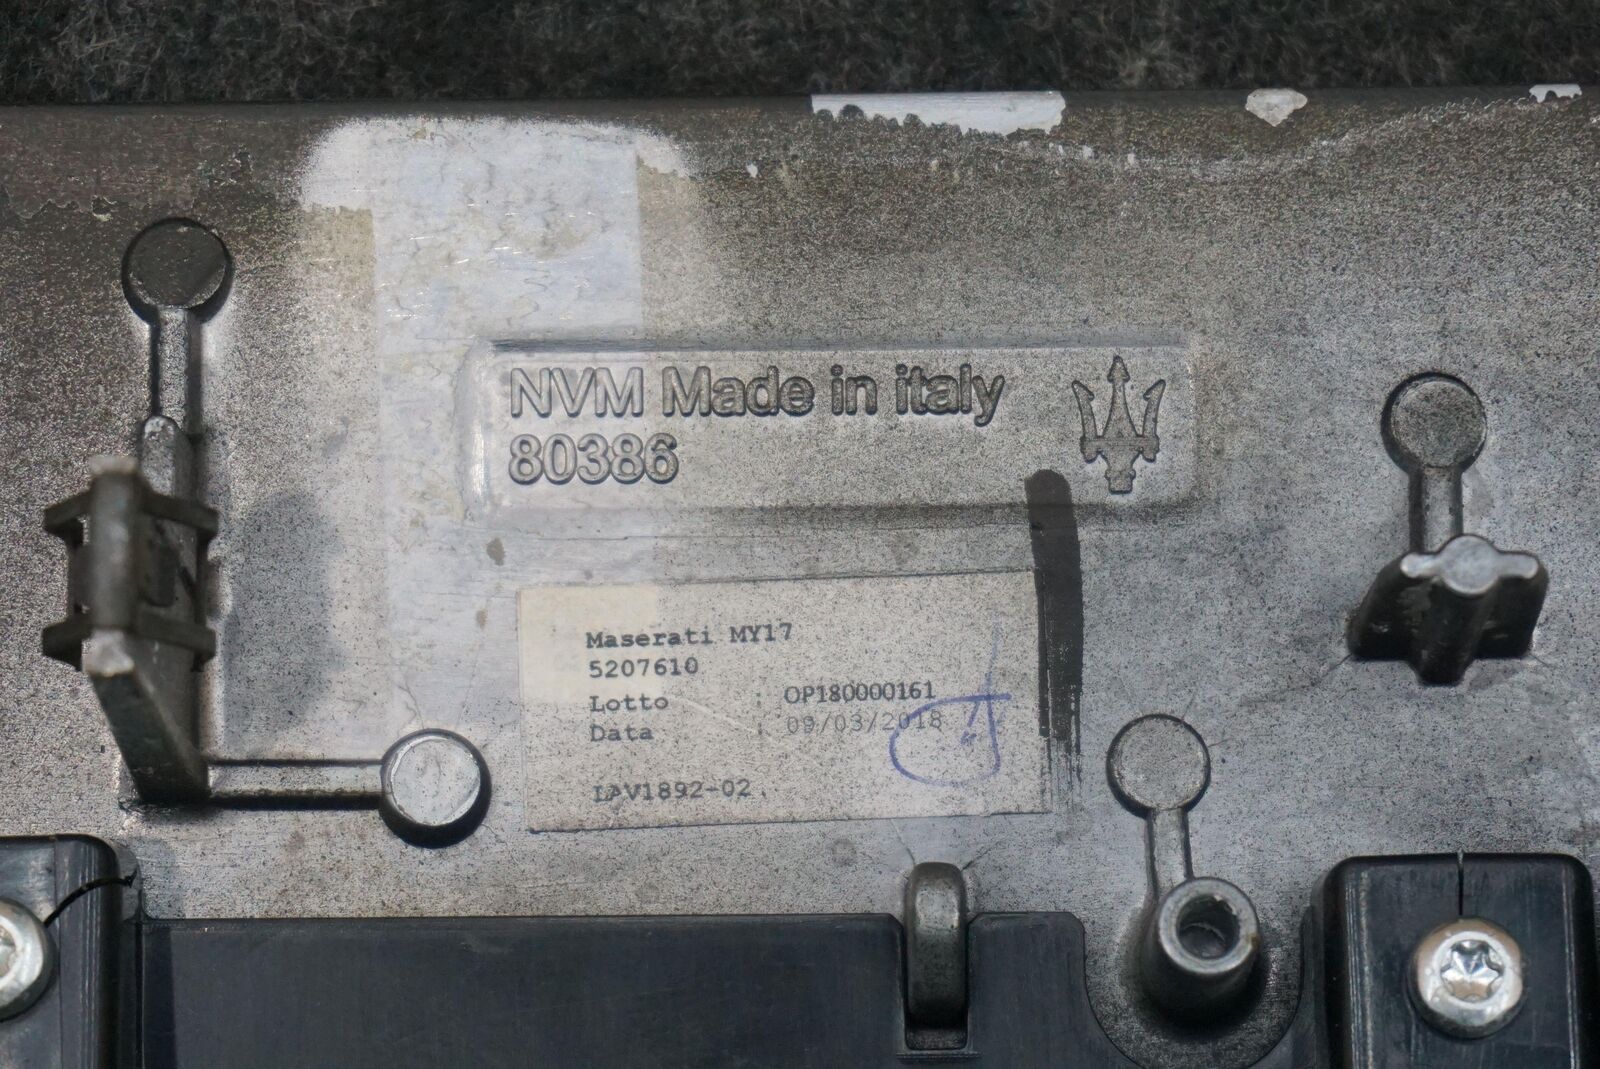 NVM Made in italy
80386
Maserati MY17
5207610
Lotto : OP180000161
Data : 09/03/2018
LAV1892-02